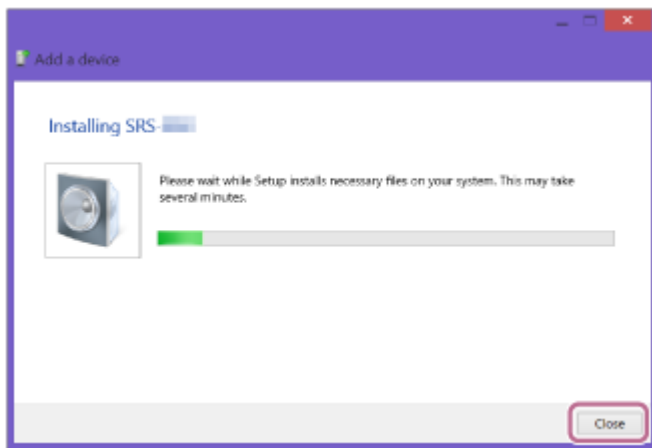 Add a device
Installing SRS-
Please wait while Setup installs necessary files on your system. This may take
several minutes.
Close